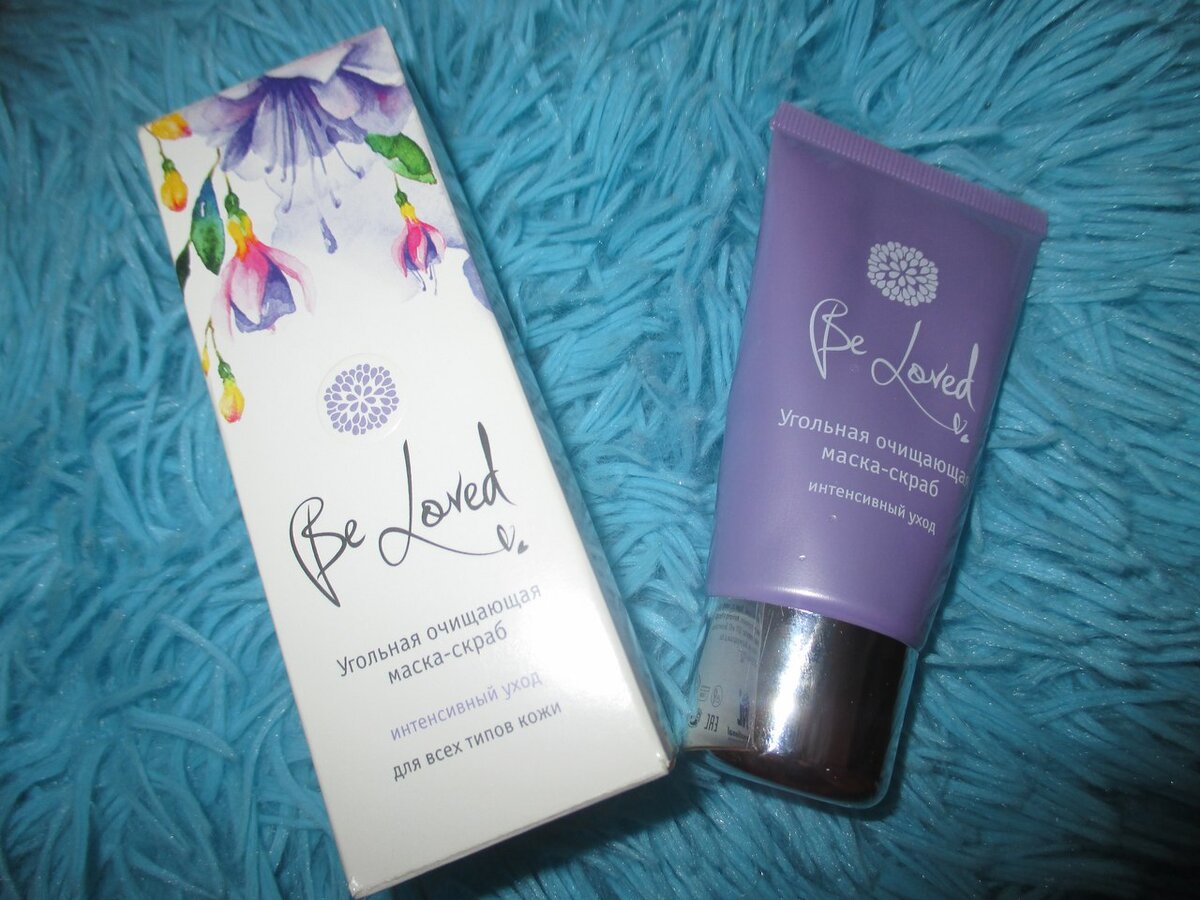 Be Loved
Угольная очищающая
маска-скраб
интенсивный уход
для всех типов кожи
Be Loved
Угольная очищающая
маска-скраб
интенсивный уход
EAC